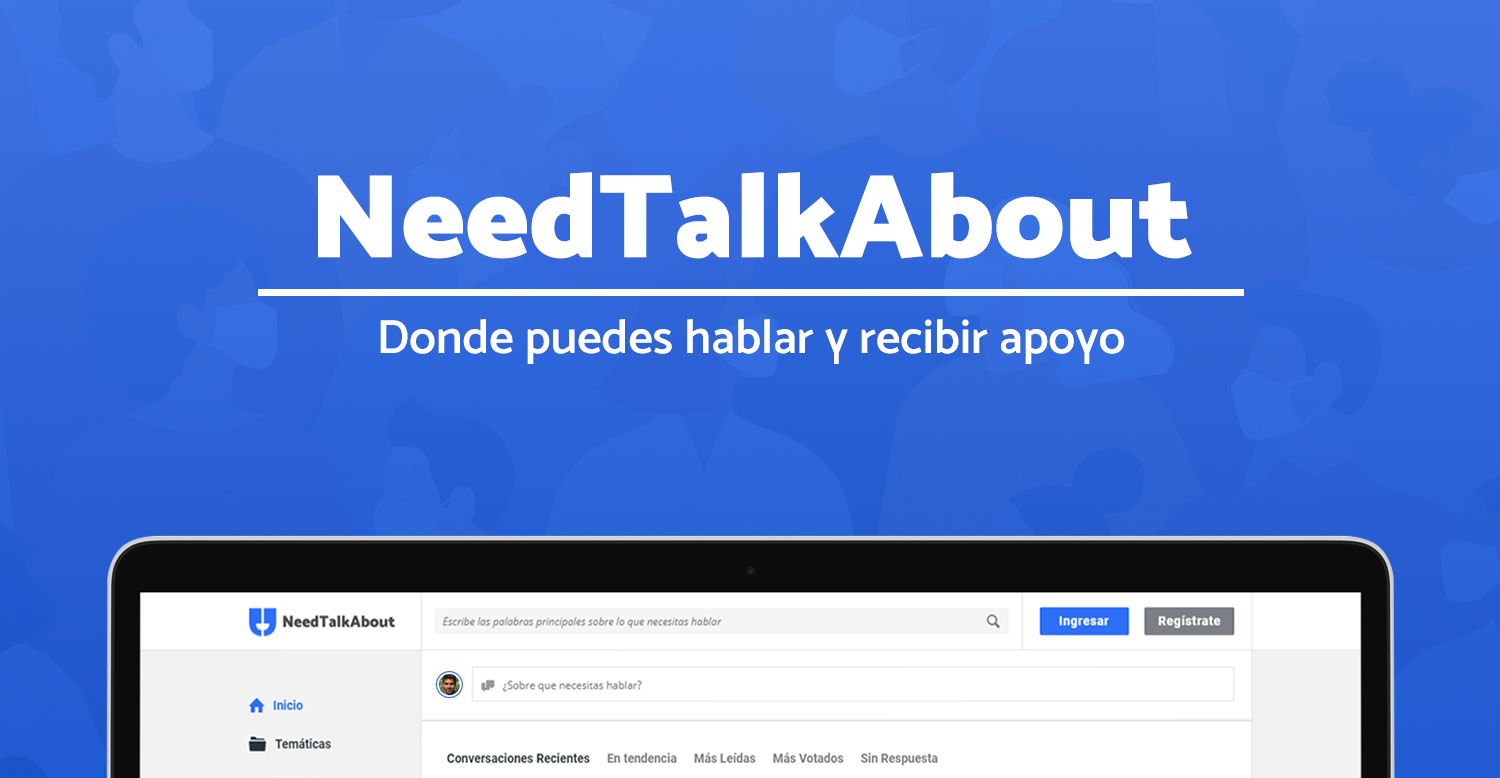 NeedTalkAbout
Donde puedes hablar y recibir apoyo
NeedTalkAbout
Escribe las palabras principales sobre lo que necesitas hablar
Ingresar
Regístrate
¿Sobre que necesitas hablar?
Inicio
Temáticas
Conversaciones Recientes En tendencia Más Leídas Más Votados Sin Respuesta